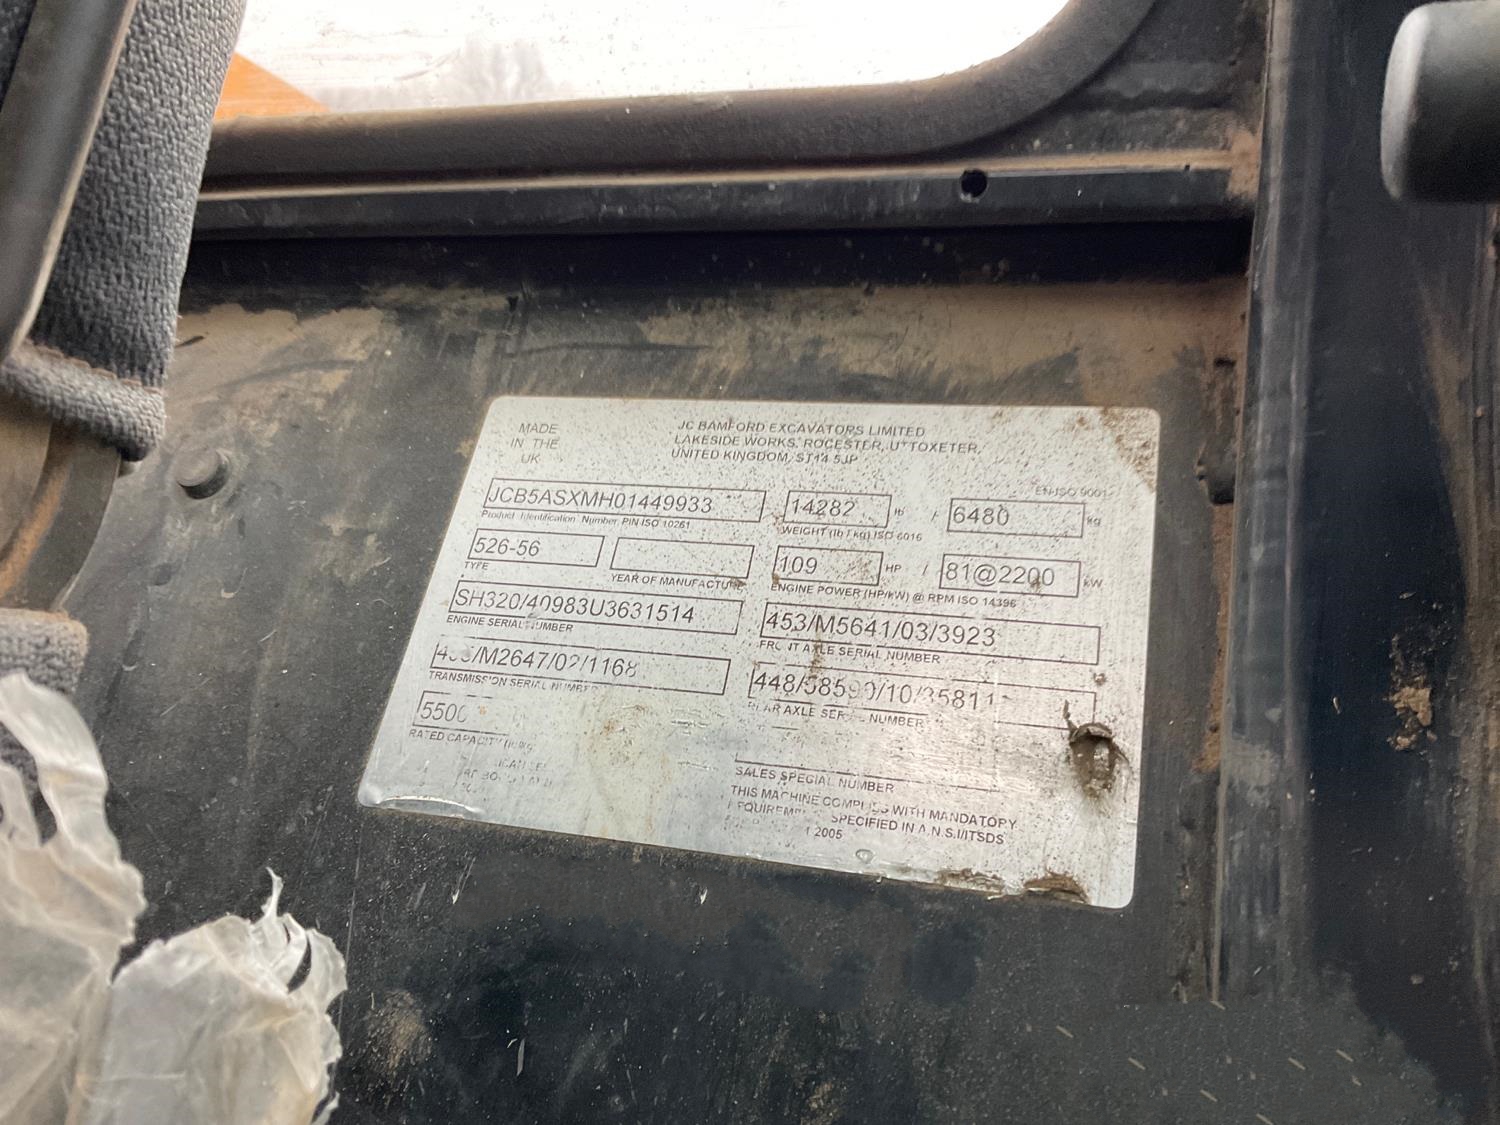 MADE
IN THE
UK
JC BAMFORD EXCAVATORS LIMITED
LAKESIDE WORKS, ROCESTER, UTTOXETER,
UNITED KINGDOM, ST14 5JP
EN-ISO 9001
JCB5ASXMH01449933
Product Identification Number PIN ISO 10261
14282 lb / 6480 kg
WEIGHT (lb / kg) ISO 6016
526-56
TYPE
YEAR OF MANUFACTURE
109 HP / 81@2200 kW
ENGINE POWER (HP/kW) @ RPM ISO 14396
SH320/40983U3631514
ENGINE SERIAL NUMBER
453/M5641/03/3923
FRONT AXLE SERIAL NUMBER
/M2647/02/1168
TRANSMISSION SERIAL NUMBER
REAR AXLE SERIAL NUMBER
RATED CAPACITY
SALES SPECIAL NUMBER
THIS MACHINE COMPLIES WITH MANDATORY
SPECIFIED IN A.N.S.I/ITSDS
2005